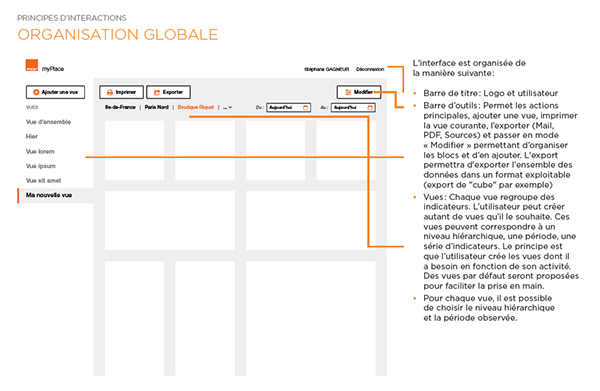 PRINCIPES D'INTERACTIONS
ORGANISATION GLOBALE
myPlace
Stéphane GAGNEUR Déconnexion
Ajouter une vue
Imprimer
Exporter
Modifier
VUES
Ile-de-France | Paris Nord | Boutique Riquet | ...
Du : Aujourd'hui Au : Aujourd'hui
Vue d'ensemble
Hier
Vue lorem
Vue ipsum
Vue sit amet
Ma nouvelle vue
L'interface est organisée de
la manière suivante :
• Barre de titre : Logo et utilisateur
• Barre d'outils : Permet les actions
principales, ajouter une vue, imprimer
la vue courante, l'exporter (Mail,
PDF, Sources) et passer en mode
« Modifier » permettant d'organiser
les blocs et d'en ajouter. L'export
permettra d'exporter l'ensemble des
données dans un format exploitable
(export de "cube" par exemple)
• Vues : Chaque vue regroupe des
indicateurs. L'utilisateur peut créer
autant de vues qu'il le souhaite. Ces
vues peuvent correspondre à un
niveau hiérarchique, une période, une
série d'indicateurs. Le principe est
que l'utilisateur crée les vues dont il
a besoin en fonction de son activité.
Des vues par défaut seront proposées
pour faciliter la prise en main.
• Pour chaque vue, il est possible
de choisir le niveau hiérarchique
et la période observée.